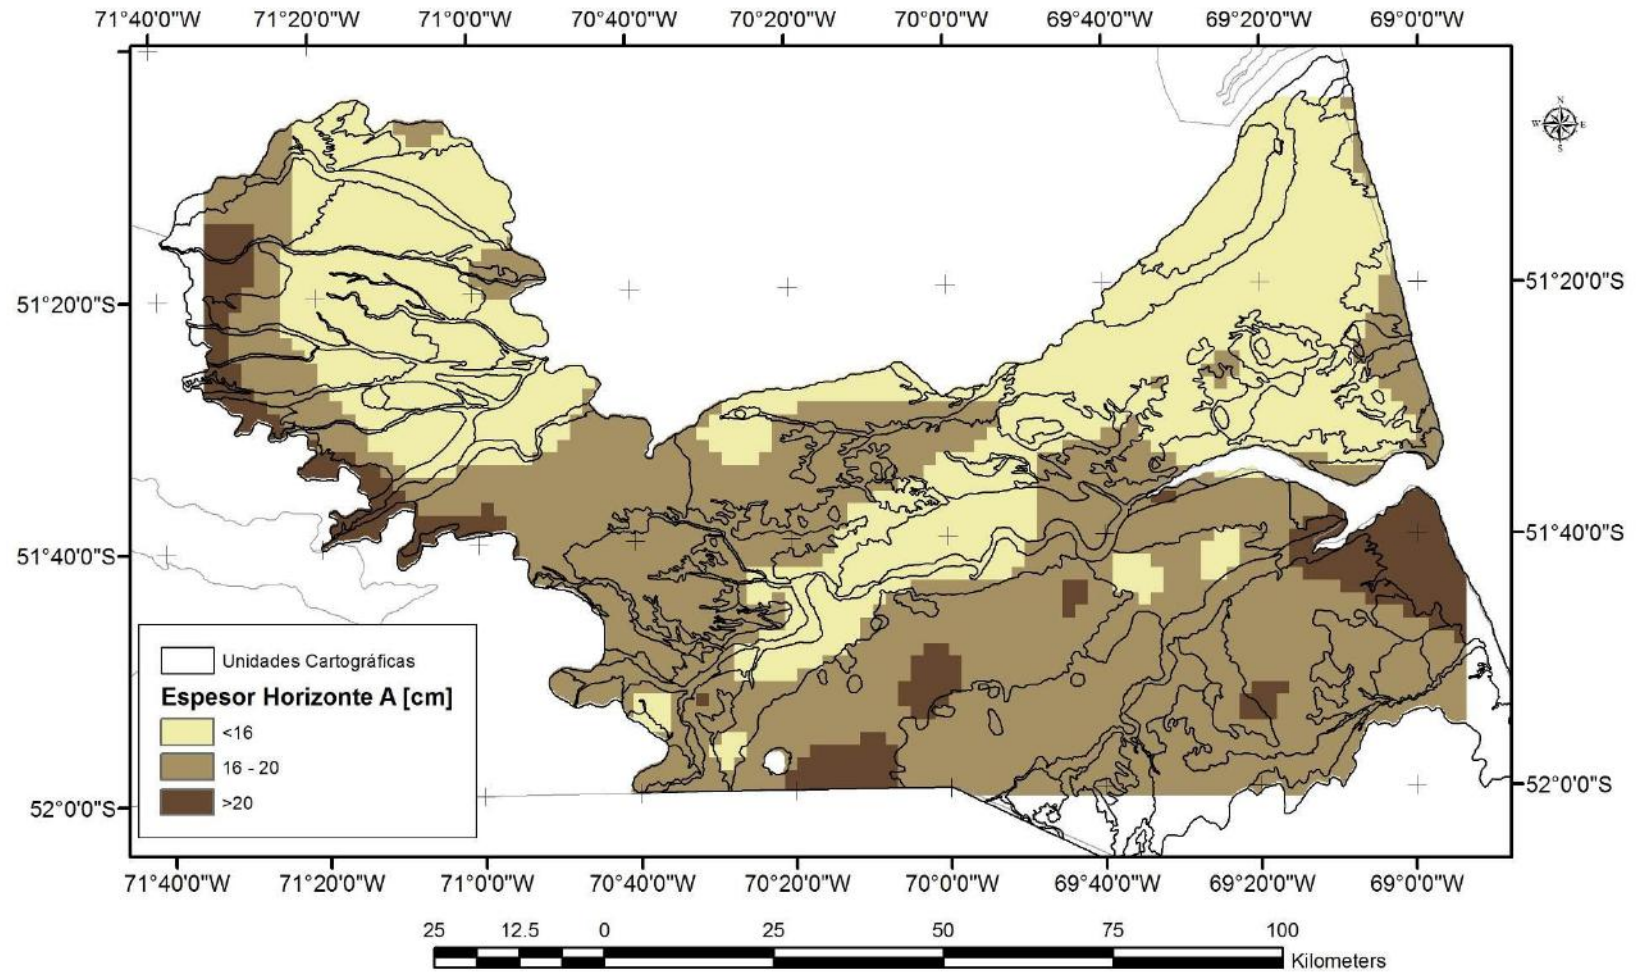 71°40'0"W 71°20'0"W 71°0'0"W 70°40'0"W 70°20'0"W 70°0'0"W 69°40'0"W 69°20'0"W 69°0'0"W
N
W E
S
51°20'0"S 51°20'0"S
51°40'0"S 51°40'0"S
52°0'0"S 52°0'0"S
Unidades Cartográficas
Espesor Horizonte A [cm]
<16
16 - 20
>20
71°40'0"W 71°20'0"W 71°0'0"W 70°40'0"W 70°20'0"W 70°0'0"W 69°40'0"W 69°20'0"W 69°0'0"W
25 12.5 0 25 50 75 100
Kilometers